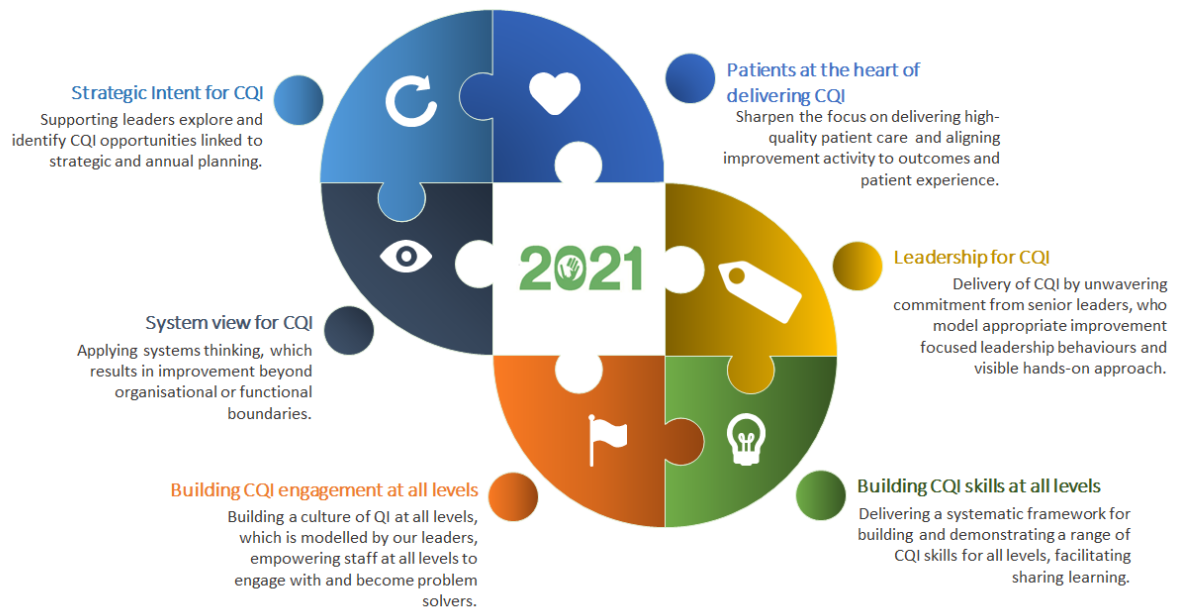 Strategic Intent for CQI
Supporting leaders explore and
identify CQI opportunities linked to
strategic and annual planning.
Patients at the heart of
delivering CQI
Sharpen the focus on delivering high-
quality patient care and aligning
improvement activity to outcomes and
patient experience.
2021
Leadership for CQI
Delivery of CQI by unwavering
commitment from senior leaders, who
model appropriate improvement
focused leadership behaviours and
visible hands-on approach.
System view for CQI
Applying systems thinking, which
results in improvement beyond
organisational or functional
boundaries.
Building CQI engagement at all levels
Building a culture of QI at all levels,
which is modelled by our leaders,
empowering staff at all levels to
engage with and become problem
solvers.
Building CQI skills at all levels
Delivering a systematic framework for
building and demonstrating a range of
CQI skills for all levels, facilitating
sharing learning.